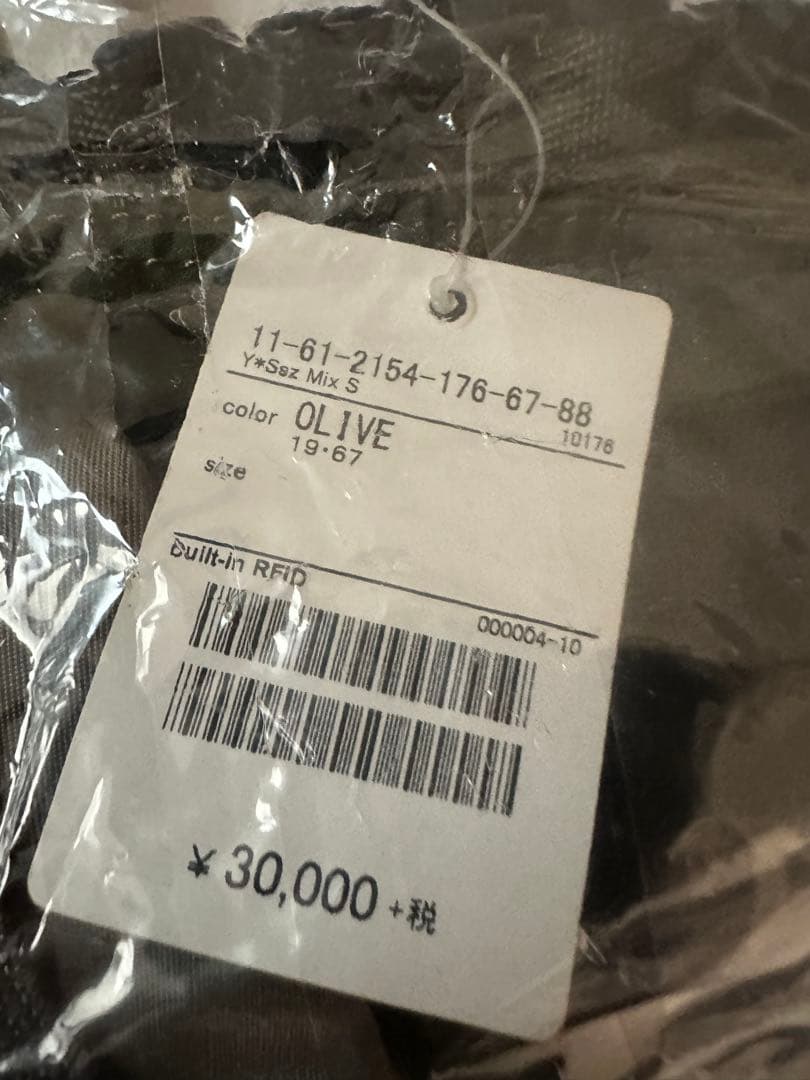 11-61-2154-176-67-88
Y*Ssz Mix S
10176
color OLIVE
19・67
size
built-in RFID
000004-10
¥30,000+税